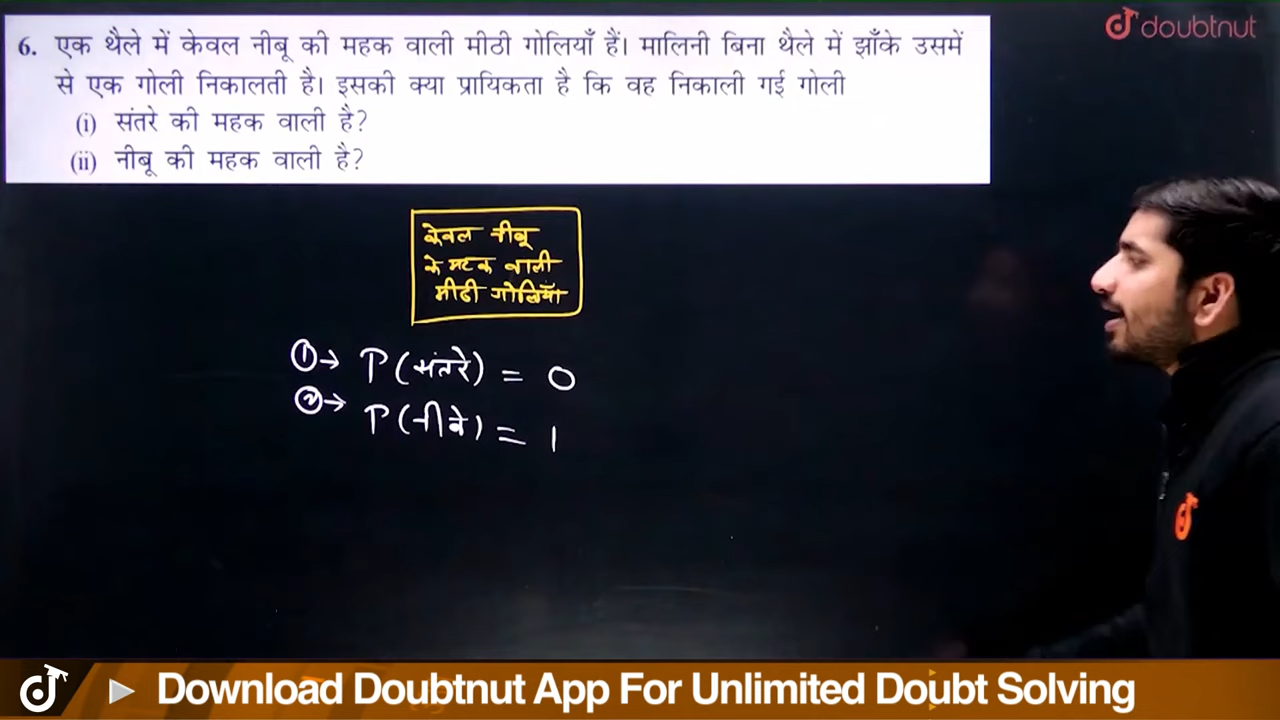 doubtnut
6. एक थैले में केवल नीबू की महक वाली मीठी गोलियाँ हैं। मालिनी बिना थैले में झाँके उसमें
से एक गोली निकालती है। इसकी क्या प्रायिकता है कि वह निकाली गई गोली
(i) संतरे की महक वाली है?
(ii) नीबू की महक वाली है?
केवल नीबू
के महक वाली
मीठी गोलियाँ
① → P(संतरे) = 0
② → P(नीबे) = 1
Download Doubtnut App For Unlimited Doubt Solving